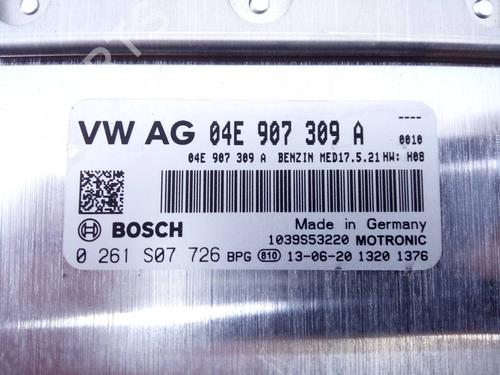 VW AG 04E 907 309 A
----
0010
04E 907 309 A BENZIN MED17.5.21 HW: H08
BOSCH
Made in Germany
1039S53220 MOTRONIC
0 261 S07 726 BPG 810 13-06-20 1320 1376